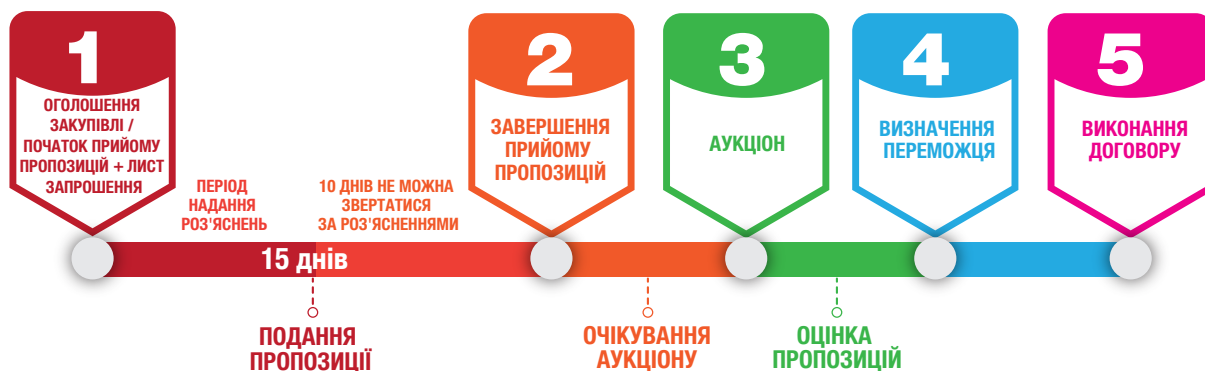 1
ОГОЛОШЕННЯ
ЗАКУПІВЛІ /
ПОЧАТОК ПРИЙОМУ
ПРОПОЗИЦІЙ + ЛИСТ
ЗАПРОШЕННЯ
ПЕРІОД
НАДАННЯ
РОЗ'ЯСНЕНЬ
10 ДНІВ НЕ МОЖНА
ЗВЕРТАТИСЯ
ЗА РОЗ'ЯСНЕННЯМИ
2
ЗАВЕРШЕННЯ
ПРИЙОМУ
ПРОПОЗИЦІЙ
3
АУКЦІОН
4
ВИЗНАЧЕННЯ
ПЕРЕМОЖЦЯ
5
ВИКОНАННЯ
ДОГОВОРУ
15 днів
ПОДАННЯ
ПРОПОЗИЦІЇ
ОЧІКУВАННЯ
АУКЦІОНУ
ОЦІНКА
ПРОПОЗИЦІЙ